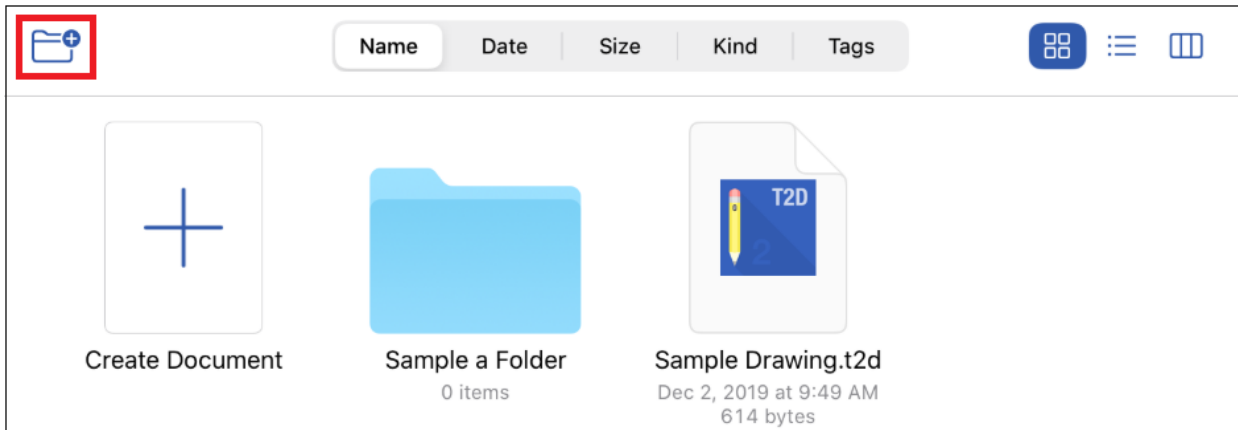 Name Date Size Kind Tags
T2D
2
Create Document
Sample a Folder
Sample Drawing.t2d
0 items
Dec 2, 2019 at 9:49 AM
614 bytes